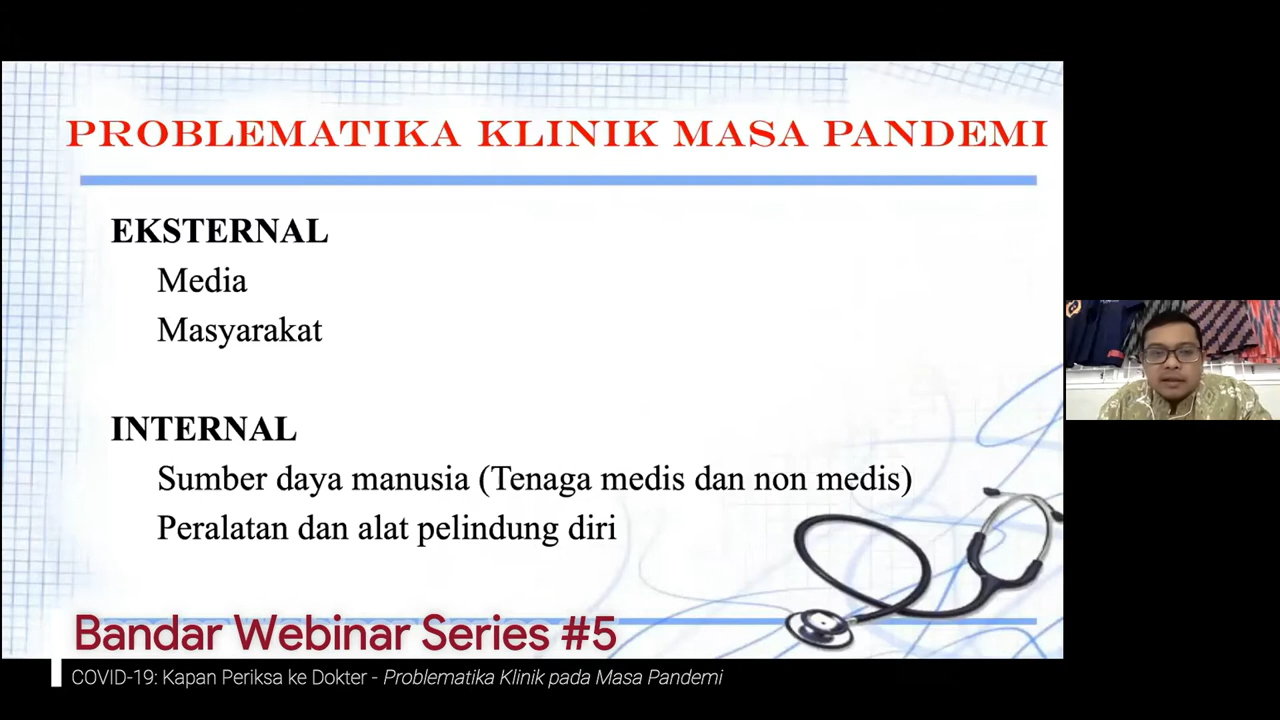 PROBLEMATIKA KLINIK MASA PANDEMI
EKSTERNAL
Media
Masyarakat
INTERNAL
Sumber daya manusia (Tenaga medis dan non medis)
Peralatan dan alat pelindung diri
Bandar Webinar Series #5
COVID-19: Kapan Periksa ke Dokter - Problematika Klinik pada Masa Pandemi